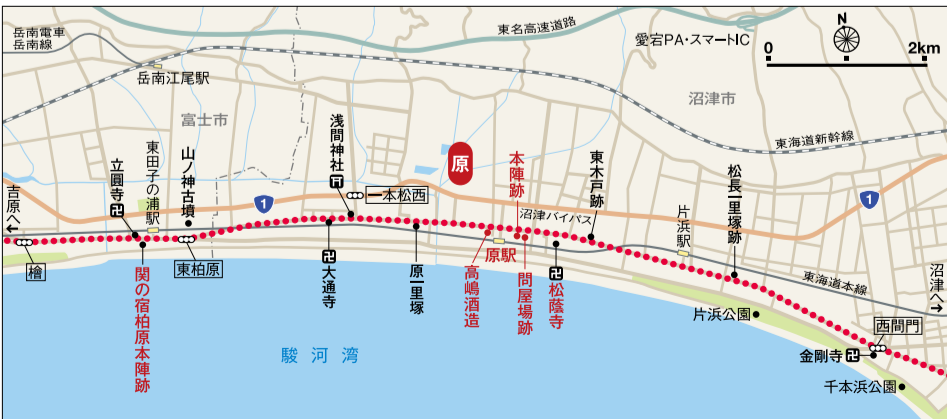 岳南電車
岳南線
岳南江尾駅
東名高速道路
愛宕PA・スマートIC
N
0 2km
沼津市
富士市
東海道新幹線
吉原へ
立圓寺
東田子の浦駅
山ノ神古墳
1
浅間神社
一本松西
原
本陣跡
沼津バイパス
東木戸跡
片浜駅
松長一里塚跡
1
檜
関の宿柏原本陣跡
東柏原
大通寺
原一里塚
高嶋酒造
原駅
問屋場跡
松蔭寺
東海道本線
沼津へ
片浜公園
西間門
金剛寺
千本浜公園
駿河湾